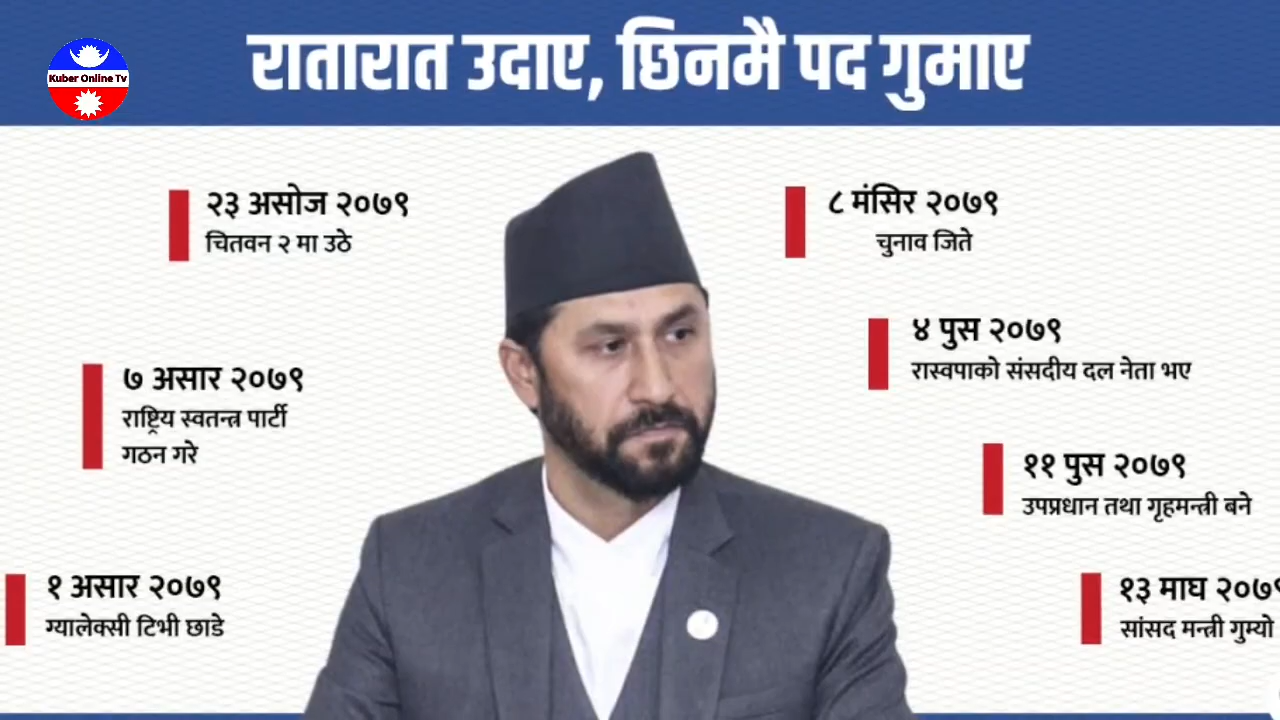 Kuber Online Tv
रातारात उदाए, छिनमै पद गुमाए
२३ असोज २०७९
चितवन २ मा उठे
७ असार २०७९
राष्ट्रिय स्वतन्त्र पार्टी
गठन गरे
१ असार २०७९
ग्यालेक्सी टिभी छाडे
८ मंसिर २०७९
चुनाव जिते
४ पुस २०७९
रास्वपाको संसदीय दल नेता भए
११ पुस २०७९
उपप्रधान तथा गृहमन्त्री बने
१३ माघ २०७९
सांसद मन्त्री गुम्यो